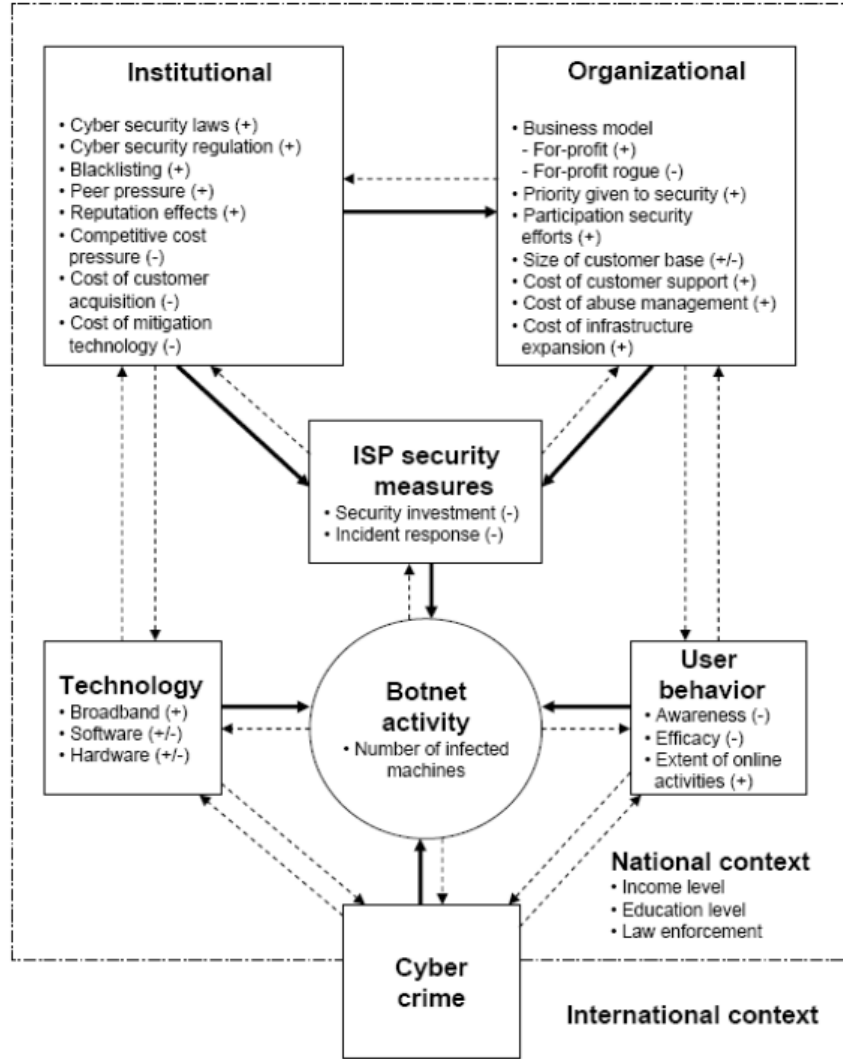 Institutional
• Cyber security laws (+)
• Cyber security regulation (+)
• Blacklisting (+)
• Peer pressure (+)
• Reputation effects (+)
• Competitive cost
pressure (-)
• Cost of customer
acquisition (-)
• Cost of mitigation
technology (-)
Organizational
• Business model
- For-profit (+)
- For-profit rogue (-)
• Priority given to security (+)
• Participation security
efforts (+)
• Size of customer base (+/-)
• Cost of customer support (+)
• Cost of abuse management (+)
• Cost of infrastructure
expansion (+)
ISP security
measures
• Security investment (-)
• Incident response (-)
Technology
• Broadband (+)
• Software (+/-)
• Hardware (+/-)
Botnet
activity
• Number of infected
machines
User
behavior
• Awareness (-)
• Efficacy (-)
• Extent of online
activities (+)
National context
• Income level
• Education level
• Law enforcement
Cyber
crime
International context